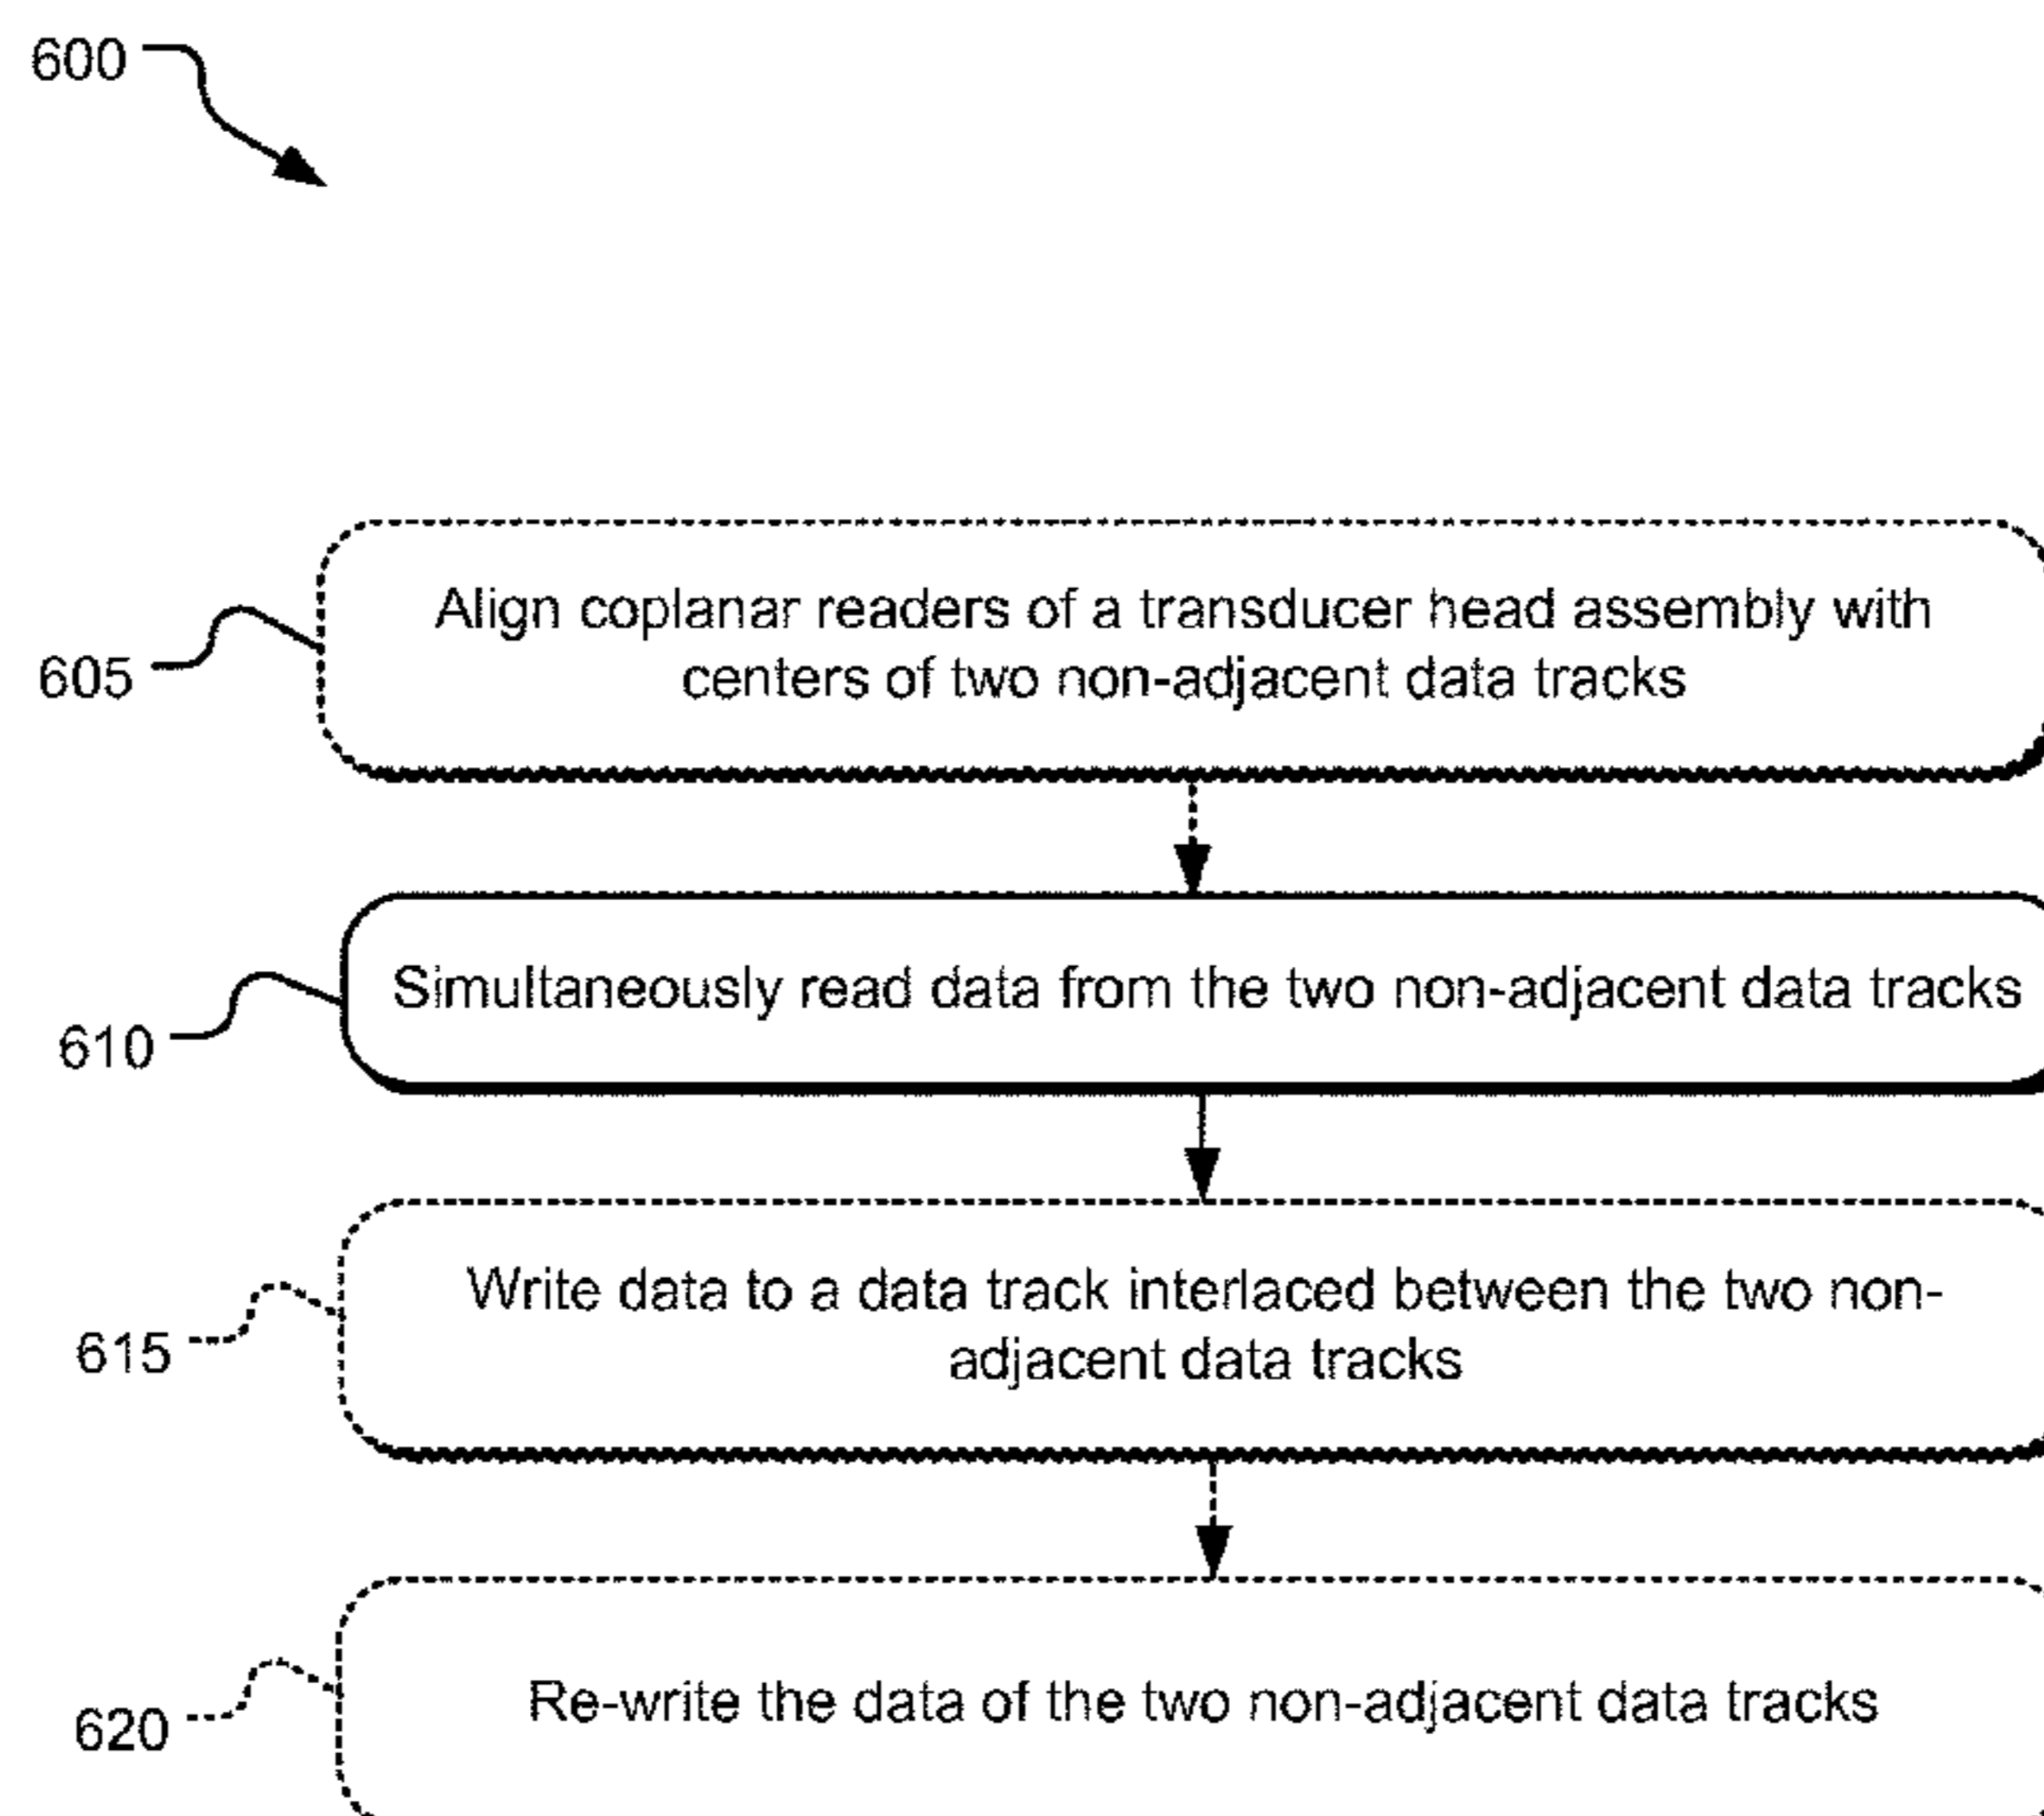 600
605
Align coplanar readers of a transducer head assembly with
centers of two non-adjacent data tracks
610
Simultaneously read data from the two non-adjacent data tracks
615
Write data to a data track interlaced between the two non-
adjacent data tracks
620
Re-write the data of the two non-adjacent data tracks